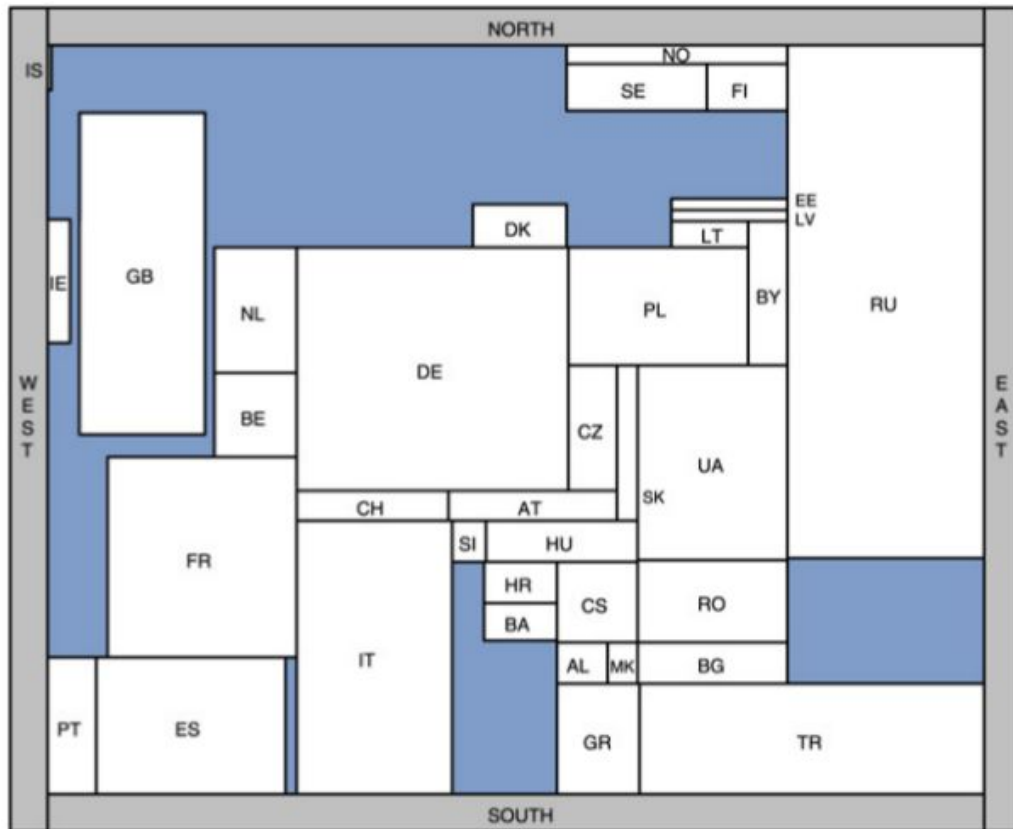 NORTH
IS
NO
SE
FI
EE
LV
DK
LT
GB
IE
NL
PL
BY
RU
DE
WEST
EAST
BE
CZ
UA
SK
CH
AT
SI
HU
FR
HR
CS
RO
BA
IT
AL
MK
BG
PT
ES
GR
TR
SOUTH